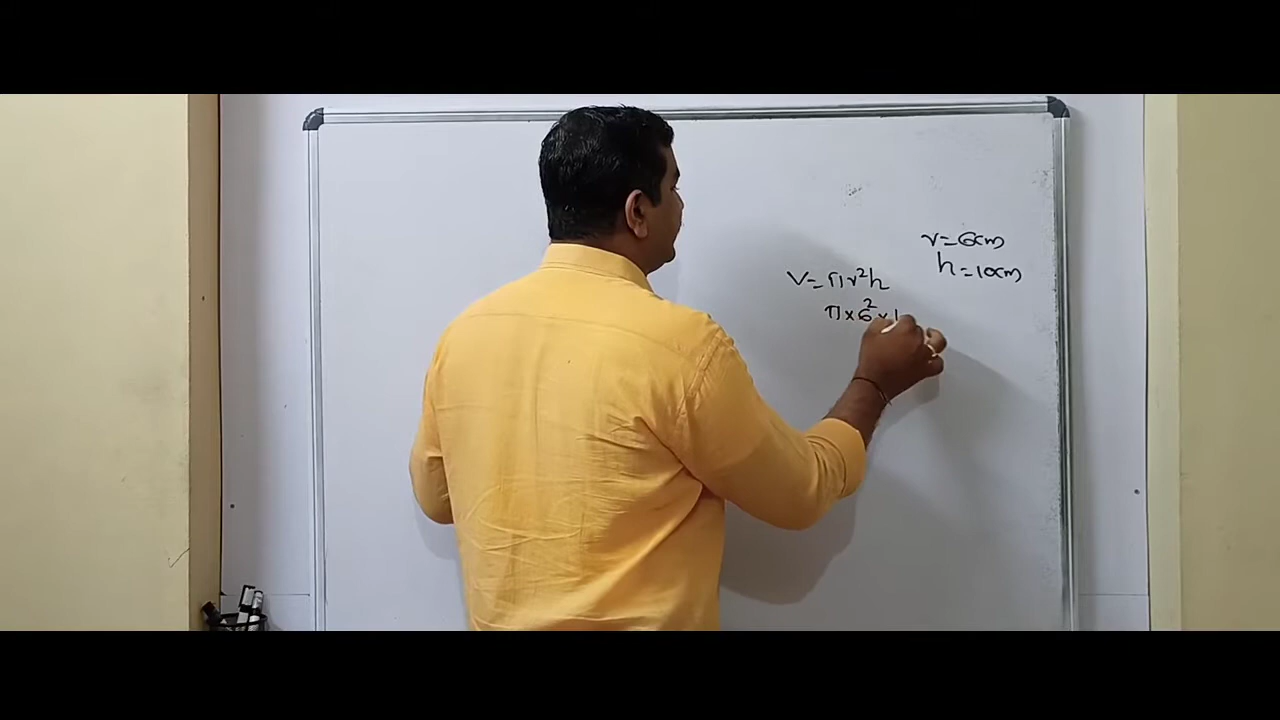 r=6cm
h=10cm
V=πr²h
π×6²×1